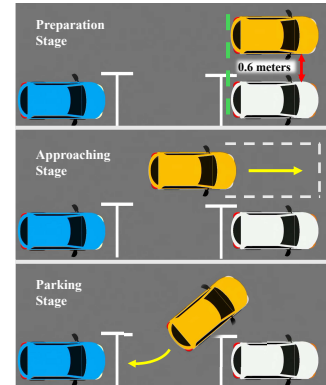 Preparation
Stage
0.6 meters
Approaching
Stage
Parking
Stage